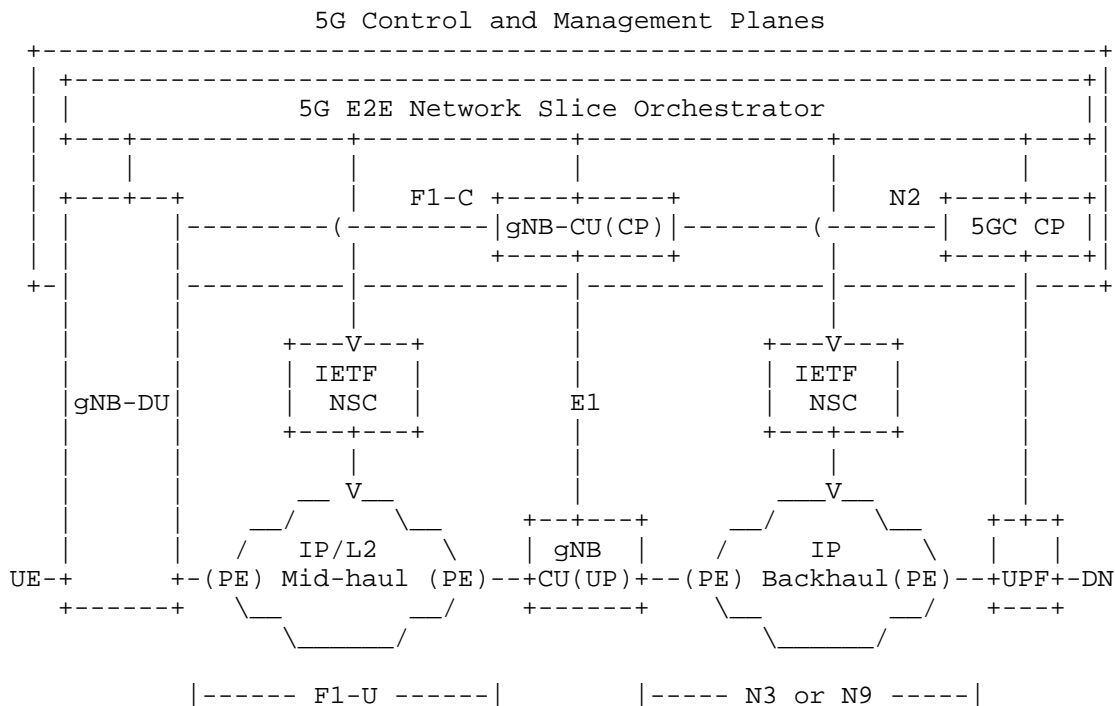 5G Control and Management Planes
5G E2E Network Slice Orchestrator
F1-C N2
gNB-CU(CP) 5GC CP
IETF IETF
gNB-DU NSC E1 NSC
V V
V V
IP/L2 gNB IP
UE (PE) Mid-haul (PE) CU(UP) (PE) Backhaul(PE) UPF DN
F1-U N3 or N9